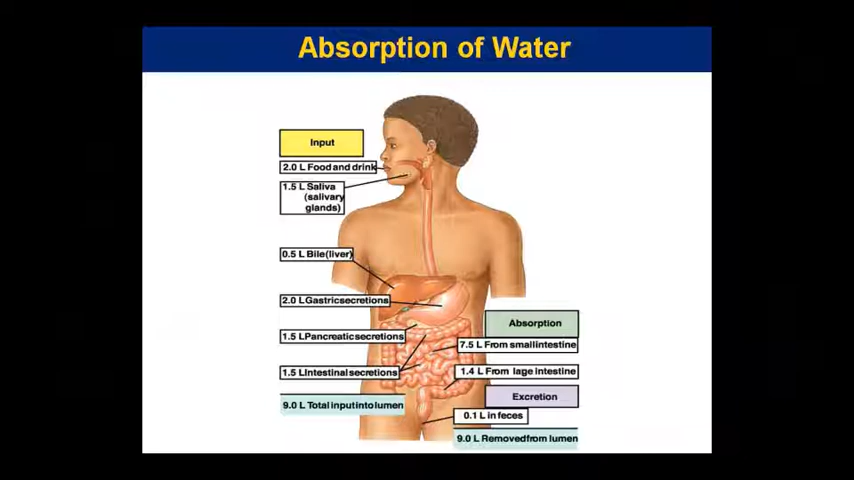 Absorption of Water
Input
2.0 L Food and drink
1.5 L Saliva
(salivary
glands)
0.5 L Bile (liver)
2.0 L Gastric secretions
1.5 L Pancreatic secretions
1.5 L Intestinal secretions
9.0 L Total input into lumen
Absorption
7.5 L From small intestine
1.4 L From lage intestine
Excretion
0.1 L in feces
9.0 L Removed from lumen